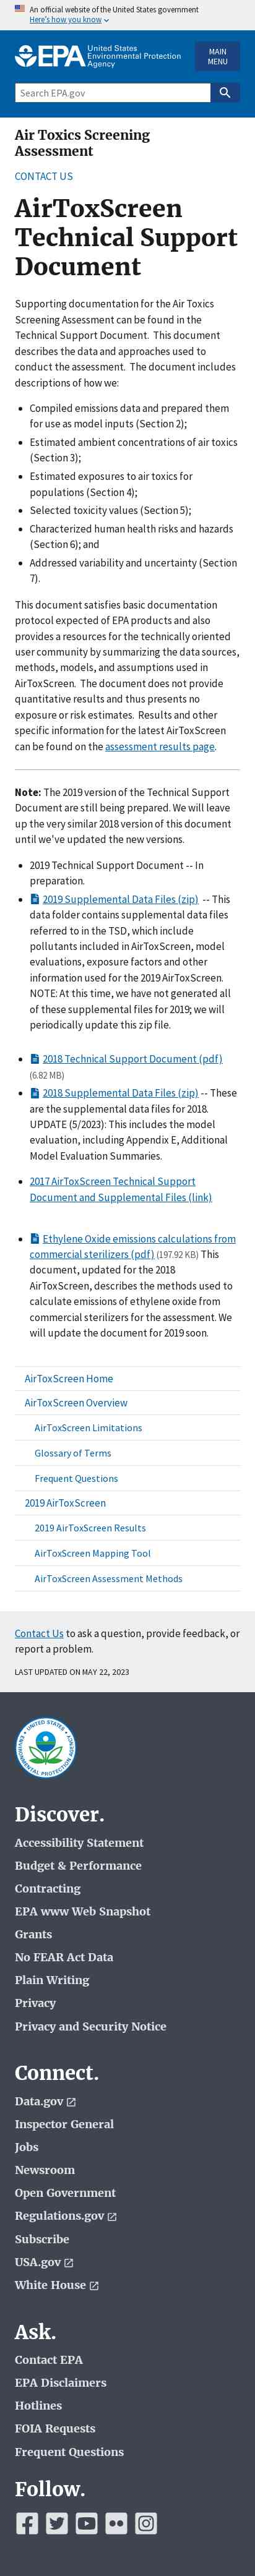 An official website of the United States government
Here's how you know
EPA United States Environmental Protection Agency
MAIN
MENU
Search EPA.gov
Air Toxics Screening
Assessment
CONTACT US
AirToxScreen
Technical Support
Document
Supporting documentation for the Air Toxics
Screening Assessment can be found in the
Technical Support Document. This document
describes the data and approaches used to
conduct the assessment. The document includes
descriptions of how we:
• Compiled emissions data and prepared them
for use as model inputs (Section 2);
• Estimated ambient concentrations of air toxics
(Section 3);
• Estimated exposures to air toxics for
populations (Section 4);
• Selected toxicity values (Section 5);
• Characterized human health risks and hazards
(Section 6); and
• Addressed variability and uncertainty (Section
7).
This document satisfies basic documentation
protocol expected of EPA products and also
provides a resources for the technically oriented
user community by summarizing the data sources,
methods, models, and assumptions used in
AirToxScreen. The document does not provide
quantitative results and thus presents no
exposure or risk estimates. Results and other
specific information on the latest AirToxScreen
can be found on the assessment results page.
Note: The 2019 version of the Technical Support
Document are still being prepared. We will leave
up the very similar 2018 version of this document
until we've updated the new versions.
• 2019 Technical Support Document -- In
preparation.
• 2019 Supplemental Data Files (zip) -- This
data folder contains supplemental data files
referred to in the TSD, which include
pollutants included in AirToxScreen, model
evaluations, exposure factors and other
information used for the 2019 AirToxScreen.
NOTE: At this time, we have not generated all
of these supplemental files for 2019; we will
periodically update this zip file.
• 2018 Technical Support Document (pdf)
(6.82 MB)
• 2018 Supplemental Data Files (zip) -- These
are the supplemental data files for 2018.
UPDATE (5/2023): This includes the model
evaluation, including Appendix E, Additional
Model Evaluation Summaries.
• 2017 AirToxScreen Technical Support
Document and Supplemental Files (link)
• Ethylene Oxide emissions calculations from
commercial sterilizers (pdf) (197.92 KB) This
document, updated for the 2018
AirToxScreen, describes the methods used to
calculate emissions of ethylene oxide from
commercial sterilizers for the assessment. We
will update the document for 2019 soon.
AirToxScreen Home
AirToxScreen Overview
AirToxScreen Limitations
Glossary of Terms
Frequent Questions
2019 AirToxScreen
2019 AirToxScreen Results
AirToxScreen Mapping Tool
AirToxScreen Assessment Methods
Contact Us to ask a question, provide feedback, or
report a problem.
LAST UPDATED ON MAY 22, 2023
UNITED STATES ENVIRONMENTAL PROTECTION AGENCY
Discover.
Accessibility Statement
Budget & Performance
Contracting
EPA www Web Snapshot
Grants
No FEAR Act Data
Plain Writing
Privacy
Privacy and Security Notice
Connect.
Data.gov
Inspector General
Jobs
Newsroom
Open Government
Regulations.gov
Subscribe
USA.gov
White House
Ask.
Contact EPA
EPA Disclaimers
Hotlines
FOIA Requests
Frequent Questions
Follow.